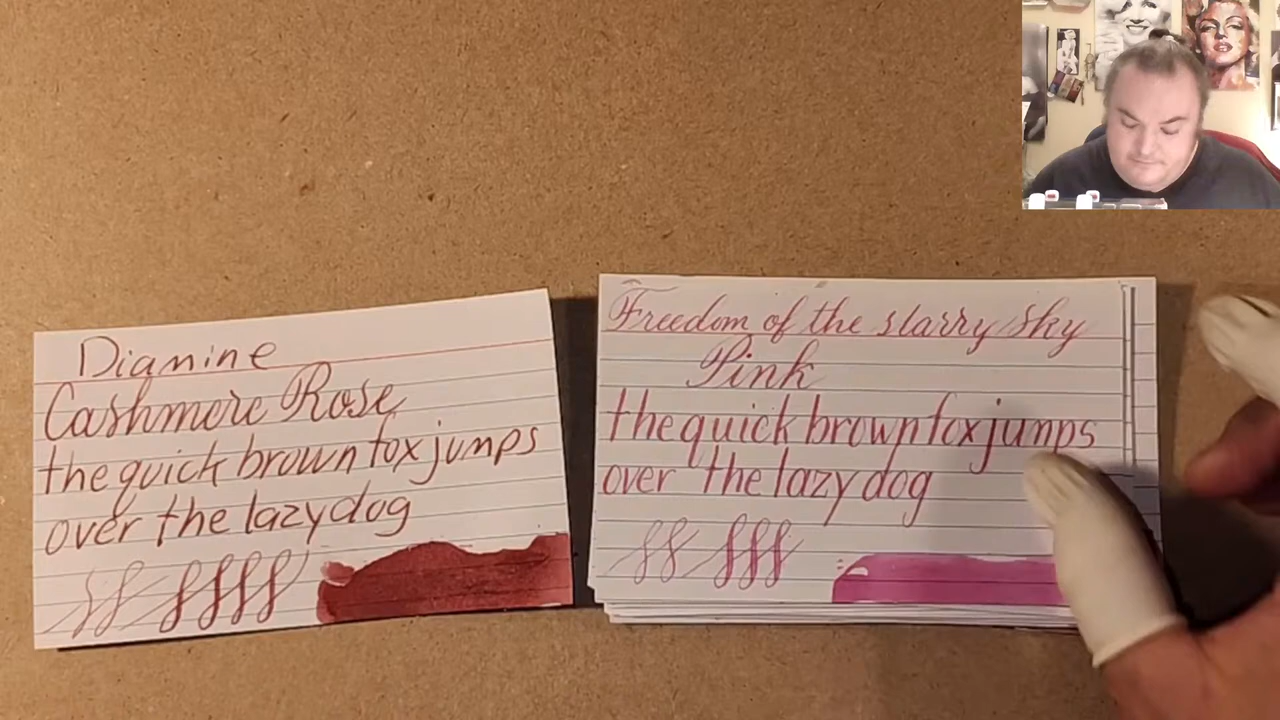 Diamine
Cashmere Rose
the quick brown fox jumps
over the lazy dog
Freedom of the starry sky
Pink
the quick brown fox jumps
over the lazy dog